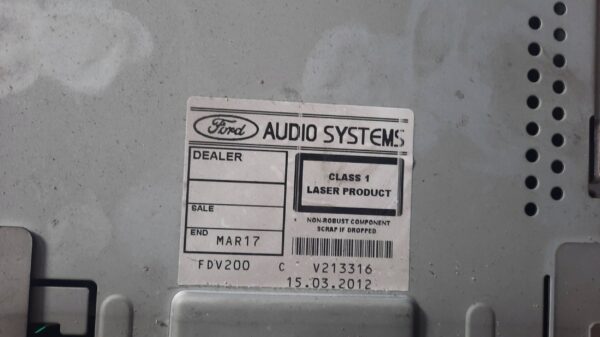 Ford AUDIO SYSTEMS
DEALER
CLASS 1
LASER PRODUCT
SALE
NON-ROBUST COMPONENT
SCRAP IF DROPPED
END MAR17
FDV200 C V213316
15.03.2012